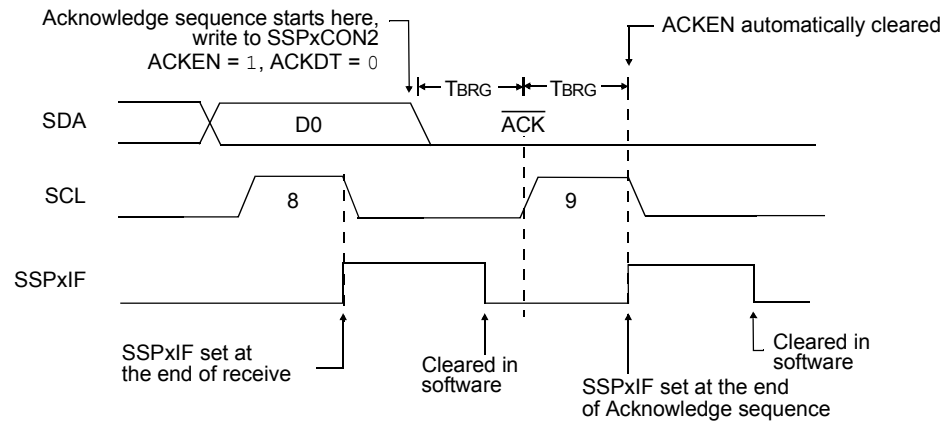 Acknowledge sequence starts here,
write to SSPxCON2
ACKEN = 1, ACKDT = 0
ACKEN automatically cleared
TBRG
TBRG
SDA
D0
ACK
SCL
8
9
SSPxIF
SSPxIF set at
the end of receive
Cleared in
software
SSPxIF set at the end
of Acknowledge sequence
Cleared in
software